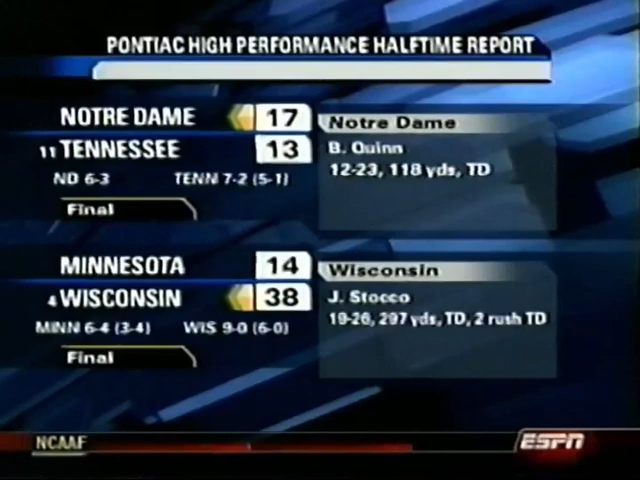 PONTIAC HIGH PERFORMANCE HALFTIME REPORT
NOTRE DAME 17
11 TENNESSEE 13
ND 6-3 TENN 7-2 (5-1)
Final
Notre Dame
B. Quinn
12-23, 118 yds, TD
MINNESOTA 14
4 WISCONSIN 38
MINN 6-4 (3-4) WIS 9-0 (6-0)
Final
Wisconsin
J. Stocco
19-26, 297 yds, TD, 2 rush TD
NCAAF
ESPN